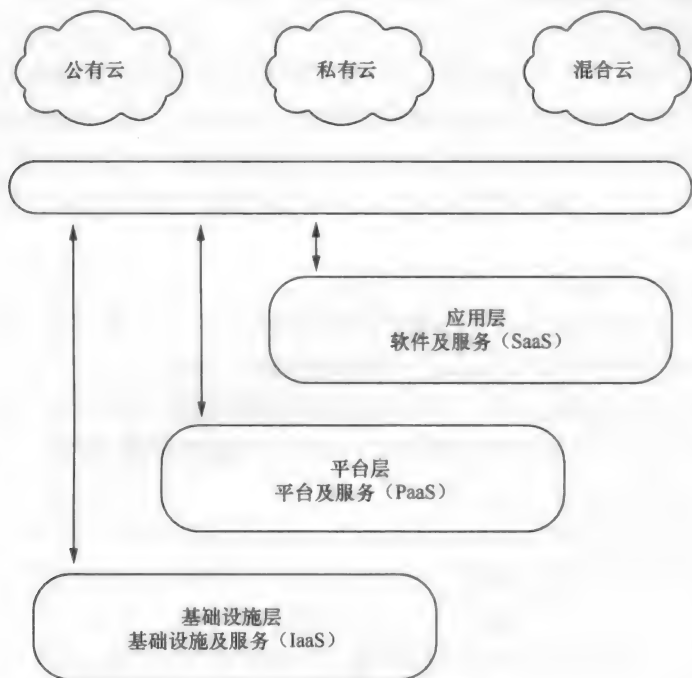 公有云
私有云
混合云
应用层
软件及服务（SaaS）
平台层
平台及服务（PaaS）
基础设施层
基础设施及服务（IaaS）